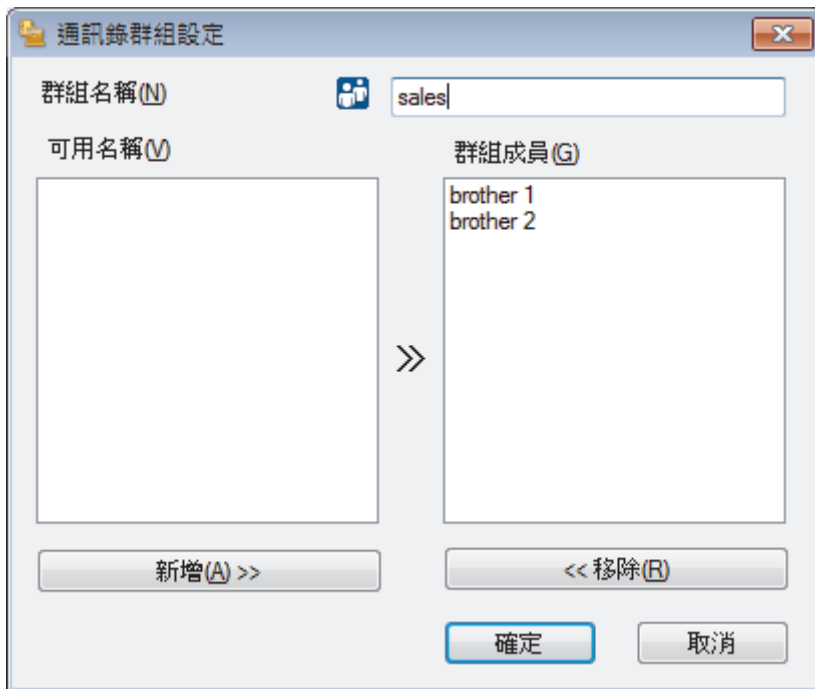 通訊錄群組設定
群組名稱(N)
sales
可用名稱(V)
群組成員(G)
brother 1
brother 2
新增(A) >>
<< 移除(R)
確定
取消